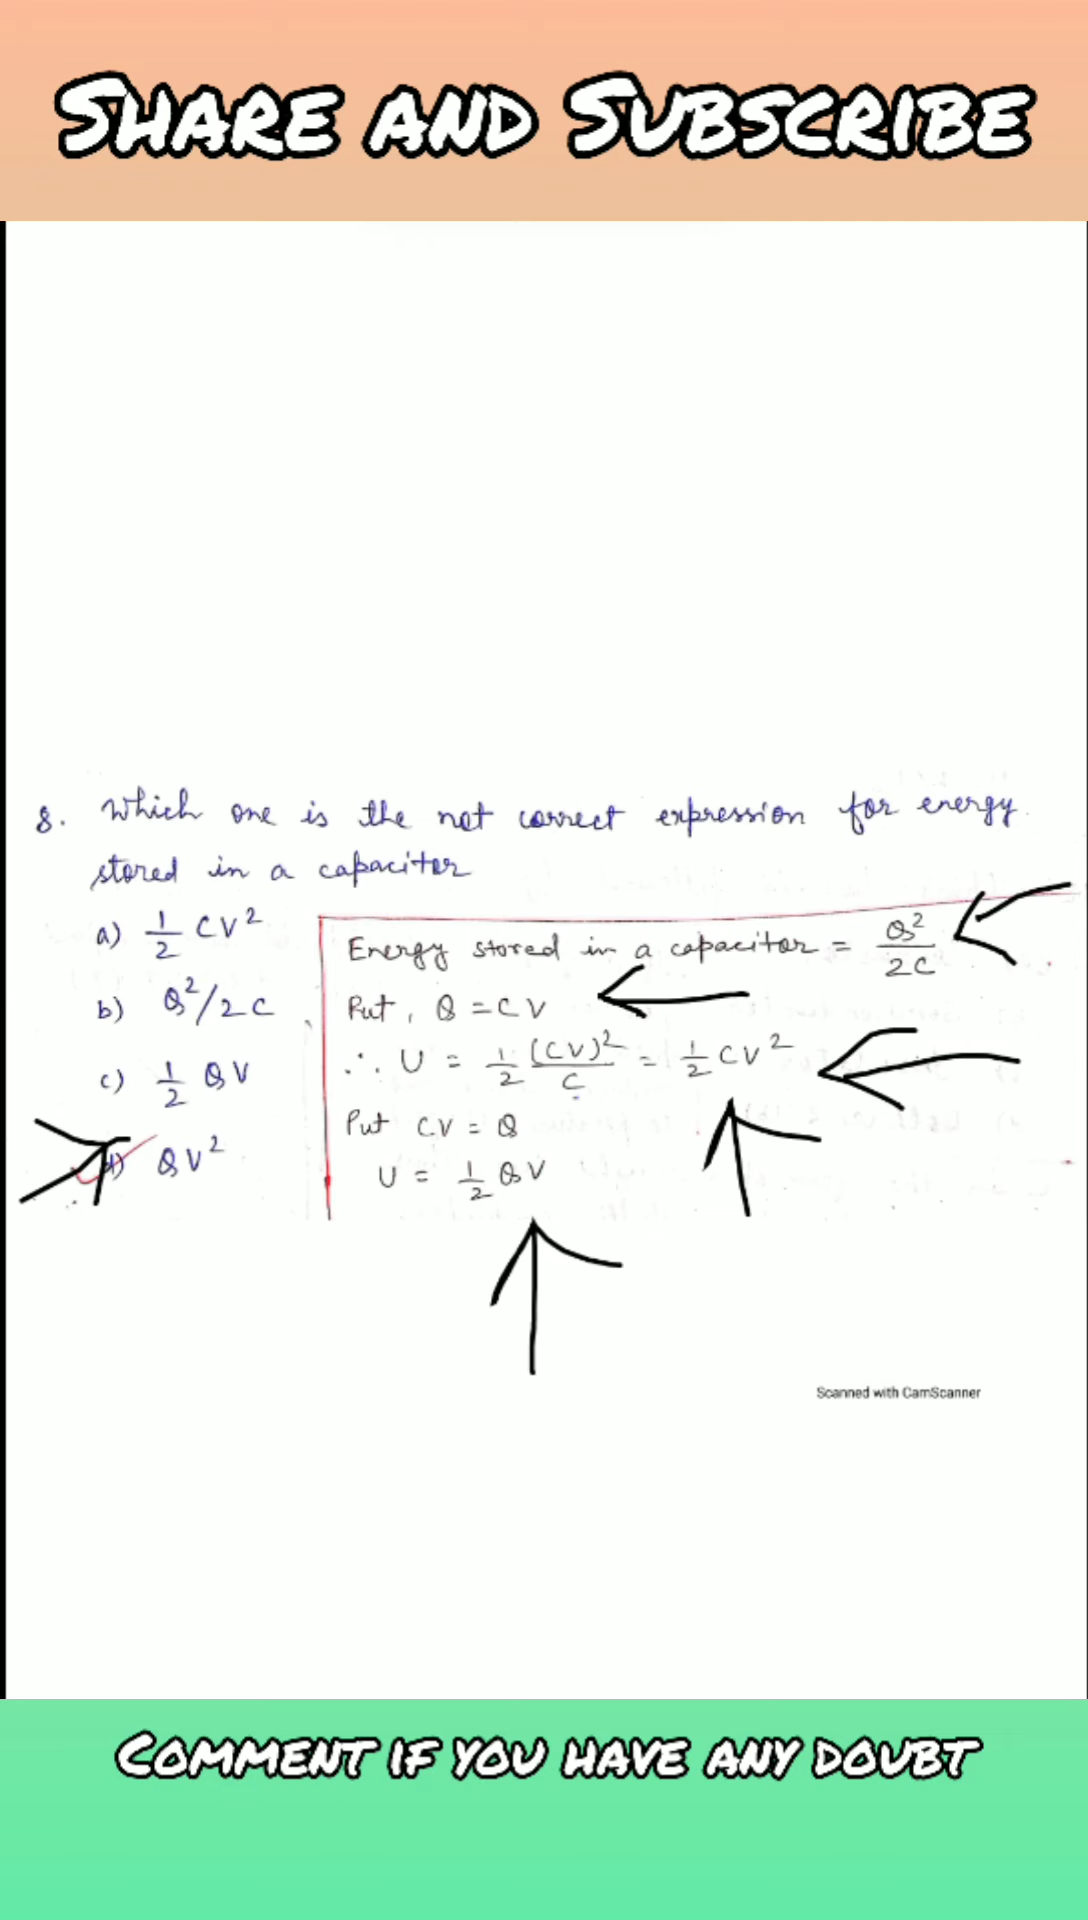 Share and Subscribe
8. Which one is the not correct expression for energy
stored in a capacitor
a) 1/2 CV²
b) Q²/2C
c) 1/2 QV
d) QV²
Energy stored in a capacitor = Q²/2C
Put, Q = CV
∴ U = 1/2 (CV)²/C = 1/2 CV²
Put CV = Q
U = 1/2 QV
Scanned with CamScanner
Comment if you have any doubt